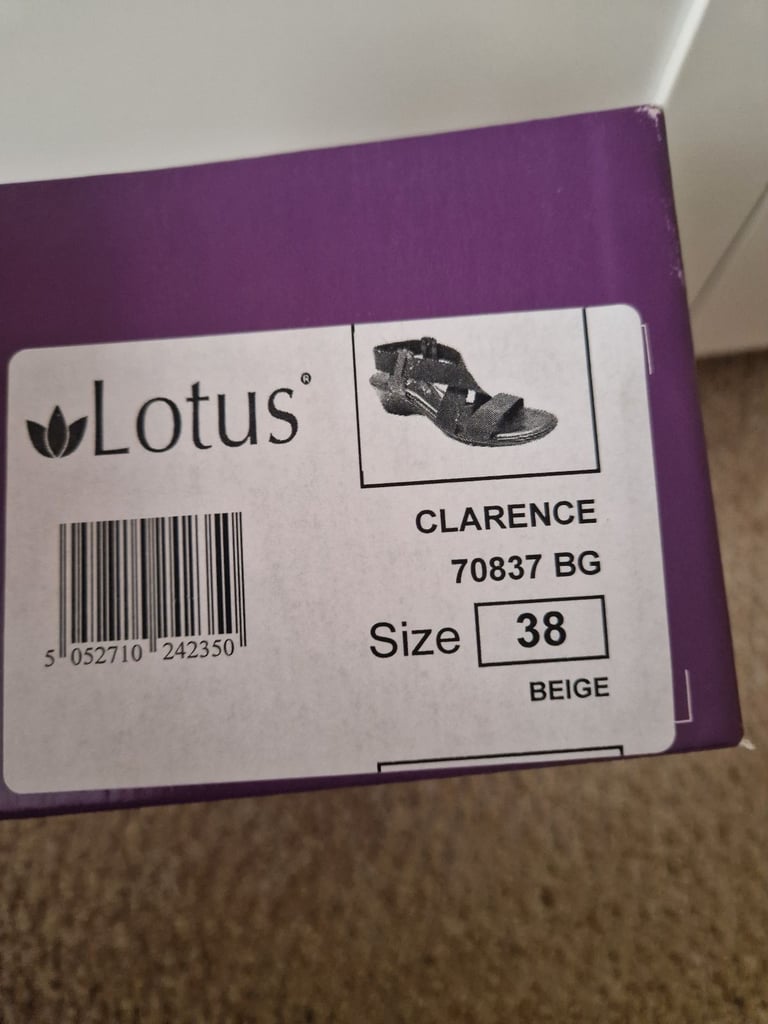 Lotus®
CLARENCE
70837 BG
Size 38
BEIGE
5 052710 242350